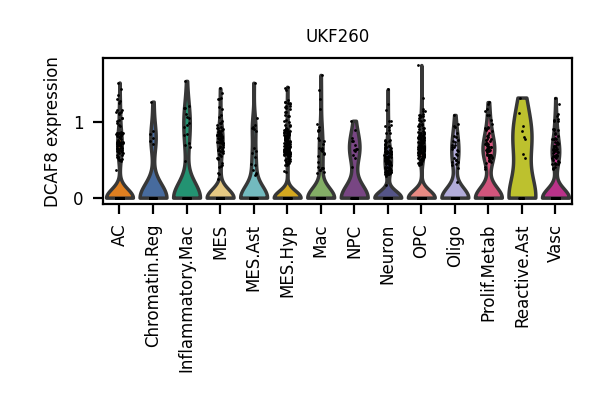 UKF260
DCAF8 expression
1
0
AC
Chromatin.Reg
Inflammatory.Mac
MES
MES.Ast
MES.Hyp
Mac
NPC
Neuron
OPC
Oligo
Prolif.Metab
Reactive.Ast
Vasc